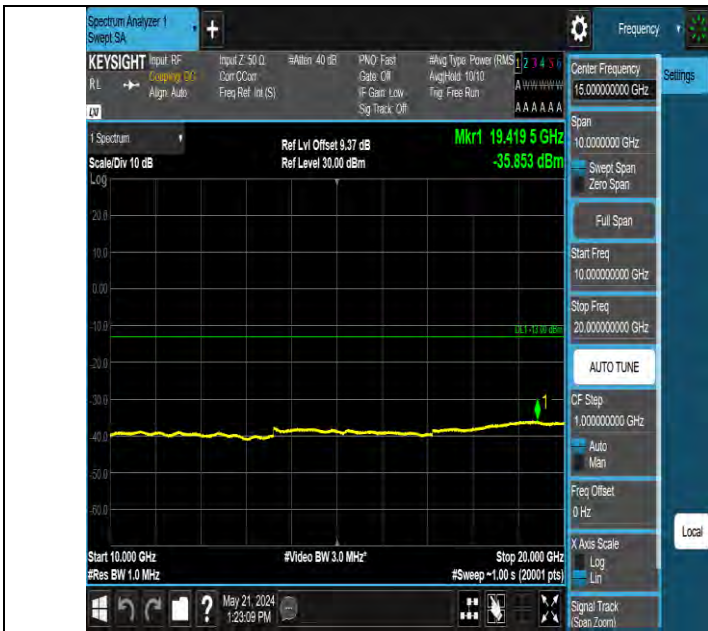 Spectrum Analyzer 1
Swept SA
+
Frequency
KEYSIGHT
RL
Input: RF
Coupling: DC
Align: Auto
Input Z: 50 Ω
Corr CCorr
Freq Ref: Int (S)
#Atten: 40 dB
PNO: Fast
Gate: Off
IF Gain: Low
Sig Track: Off
#Avg Type: Power (RMS
Avg|Hold: 10/10
Trig: Free Run
1 2 3 4 5 6
A W W W W W
A A A A A A
1 Spectrum
Scale/Div 10 dB
Log
Ref Lvl Offset 9.37 dB
Ref Level 30.00 dBm
Mkr1 19.419 5 GHz
-35.853 dBm
20.0
10.0
0.00
-10.0
DL1 -13.00 dBm
-20.0
-30.0
1
-40.0
-50.0
-60.0
Start 10.000 GHz
#Res BW 1.0 MHz
#Video BW 3.0 MHz*
Stop 20.000 GHz
#Sweep ~1.00 s (20001 pts)
?
May 21, 2024
1:23:09 PM
Center Frequency
15.00000000 GHz
Settings
Span
10.0000000 GHz
Swept Span
Zero Span
Full Span
Start Freq
10.000000000 GHz
Stop Freq
20.000000000 GHz
AUTO TUNE
CF Step
1.000000000 GHz
Auto
Man
Freq Offset
0 Hz
X Axis Scale
Log
Lin
Local
Signal Track
(Span Zoom)